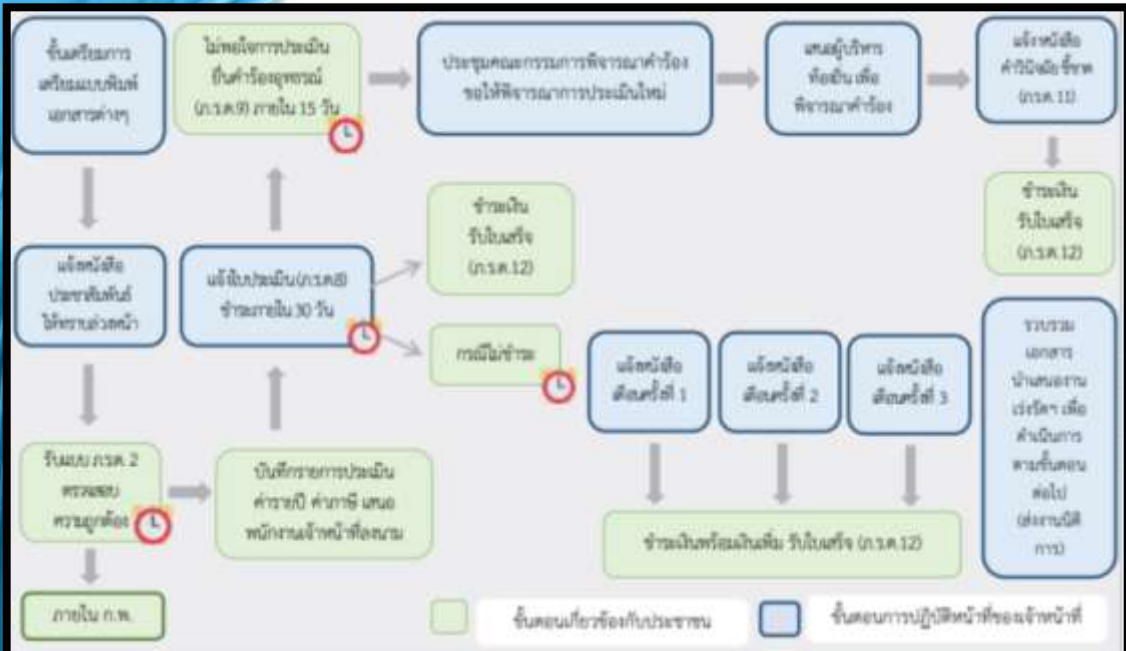 ขั้นเตรียมการ
เตรียมแบบพิมพ์
เอกสารต่างๆ
ไม่พอใจการประเมิน
ยื่นคำร้องอุทธรณ์
(ภ.ร.ด.9) ภายใน 15 วัน
ประชุมคณะกรรมการพิจารณาคำร้อง
ขอให้พิจารณาการประเมินใหม่
เสนอผู้บริหาร
ท้องถิ่น เพื่อ
พิจารณาคำร้อง
แจ้งหนังสือ
คำวินิจฉัยชี้ขาด
(ภ.ร.ด.11)
ชำระเงิน
รับใบเสร็จ
(ภ.ร.ด.12)
แจ้งหนังสือ
ประชาสัมพันธ์
ให้ทราบล่วงหน้า
แจ้งใบประเมิน(ภ.ร.ด8)
ชำระภายใน 30 วัน
ชำระเงิน
รับใบเสร็จ
(ภ.ร.ด.12)
กรณีไม่ชำระ
แจ้งหนังสือ
เตือนครั้งที่ 1
แจ้งหนังสือ
เตือนครั้งที่ 2
แจ้งหนังสือ
เตือนครั้งที่ 3
รวบรวม
เอกสาร
นำเสนองาน
เร่งรัดฯ เพื่อ
ดำเนินการ
ตามขั้นตอน
ต่อไป
(ส่งงานนิติ
การ)
รับแบบ ภ.ร.ด. 2
ตรวจสอบ
ความถูกต้อง
บันทึกรายการประเมิน
ค่ารายปี ค่าภาษี เสนอ
พนักงานเจ้าหน้าที่ลงนาม
ชำระเงินพร้อมเงินเพิ่ม รับใบเสร็จ (ภ.ร.ด.12)
ภายใน ก.พ.
ขั้นตอนเกี่ยวข้องกับประชาชน
ขั้นตอนการปฏิบัติหน้าที่ของเจ้าหน้าที่